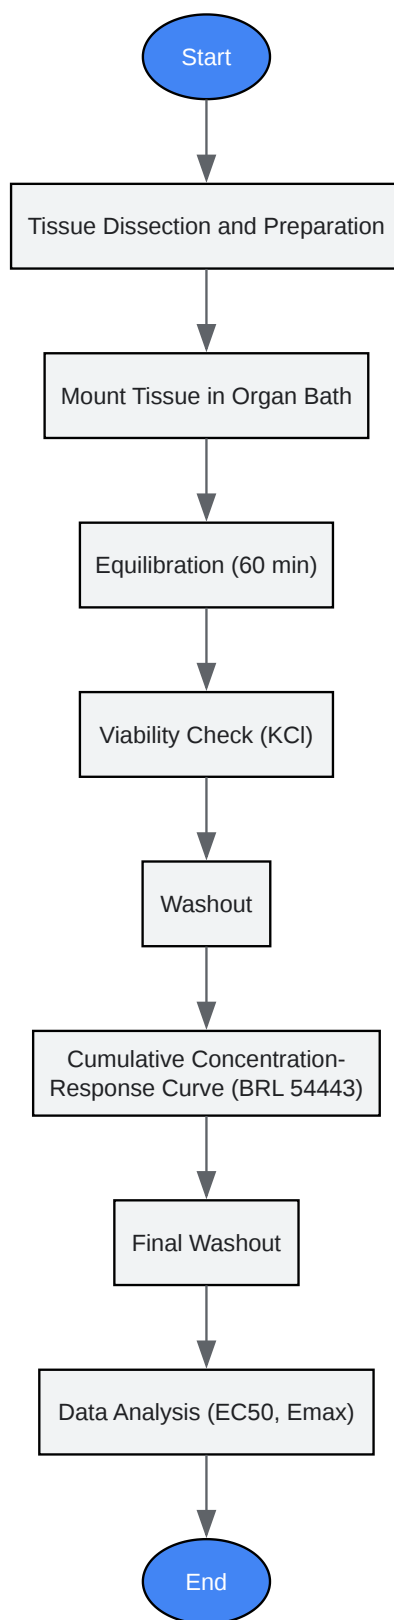 Start
Tissue Dissection and Preparation
Mount Tissue in Organ Bath
Equilibration (60 min)
Viability Check (KCl)
Washout
Cumulative Concentration-
Response Curve (BRL 54443)
Final Washout
Data Analysis (EC50, Emax)
End